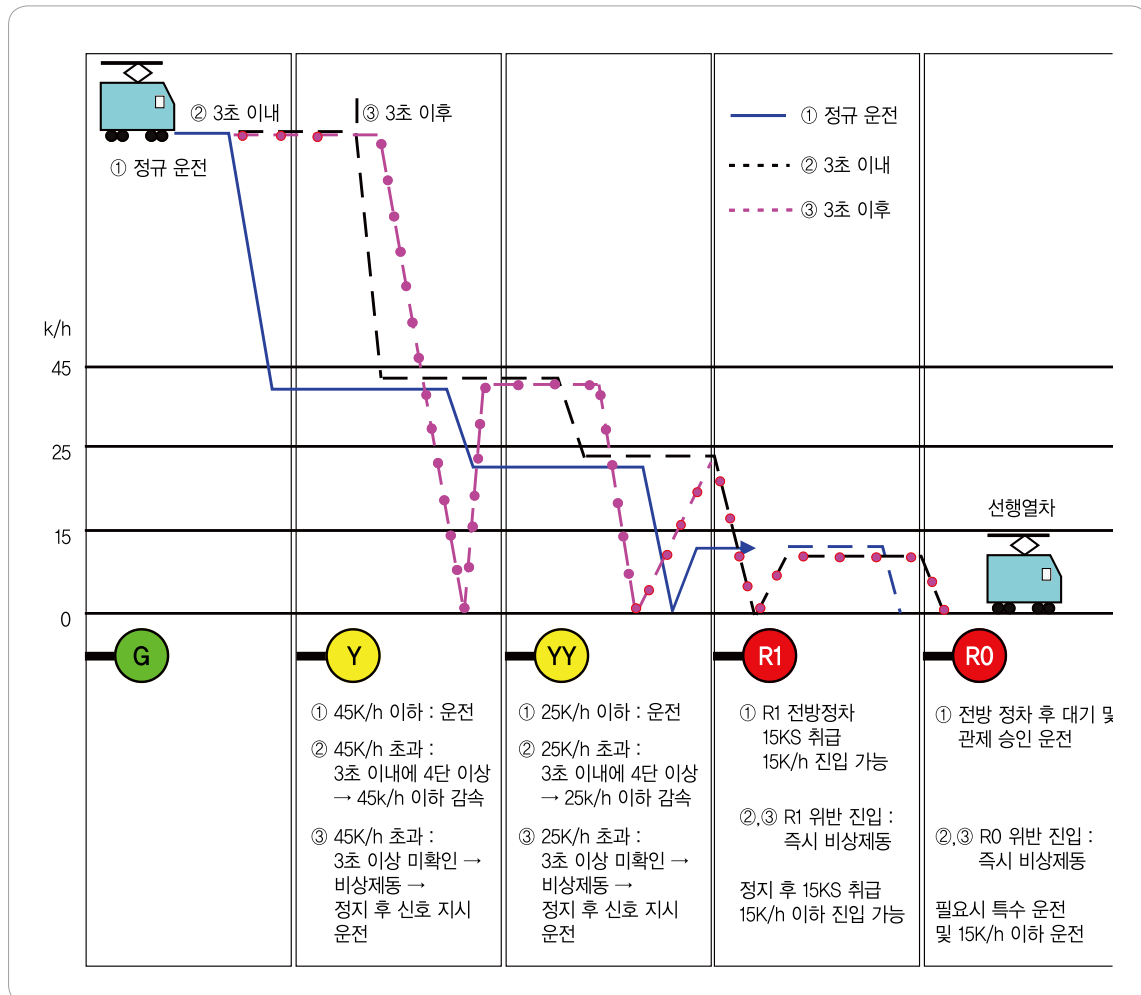 ② 3초 이내
③ 3초 이후
① 정규 운전
① 정규 운전
② 3초 이내
③ 3초 이후
k/h
45
25
15
0
선행열차
G
Y
YY
R1
R0
① 45K/h 이하 : 운전
② 45K/h 초과 :
3초 이내에 4단 이상
→ 45k/h 이하 감속
③ 45K/h 초과 :
3초 이상 미확인 →
비상제동 →
정지 후 신호 지시
운전
① 25K/h 이하 : 운전
② 25K/h 초과 :
3초 이내에 4단 이상
→ 25k/h 이하 감속
③ 25K/h 초과 :
3초 이상 미확인 →
비상제동 →
정지 후 신호 지시
운전
① R1 전방정차
15KS 취급
15K/h 진입 가능
②,③ R1 위반 진입 :
즉시 비상제동
정지 후 15KS 취급
15K/h 이하 진입 가능
① 전방 정차 후 대기 및
관제 승인 운전
②,③ R0 위반 진입 :
즉시 비상제동
필요시 특수 운전
및 15K/h 이하 운전